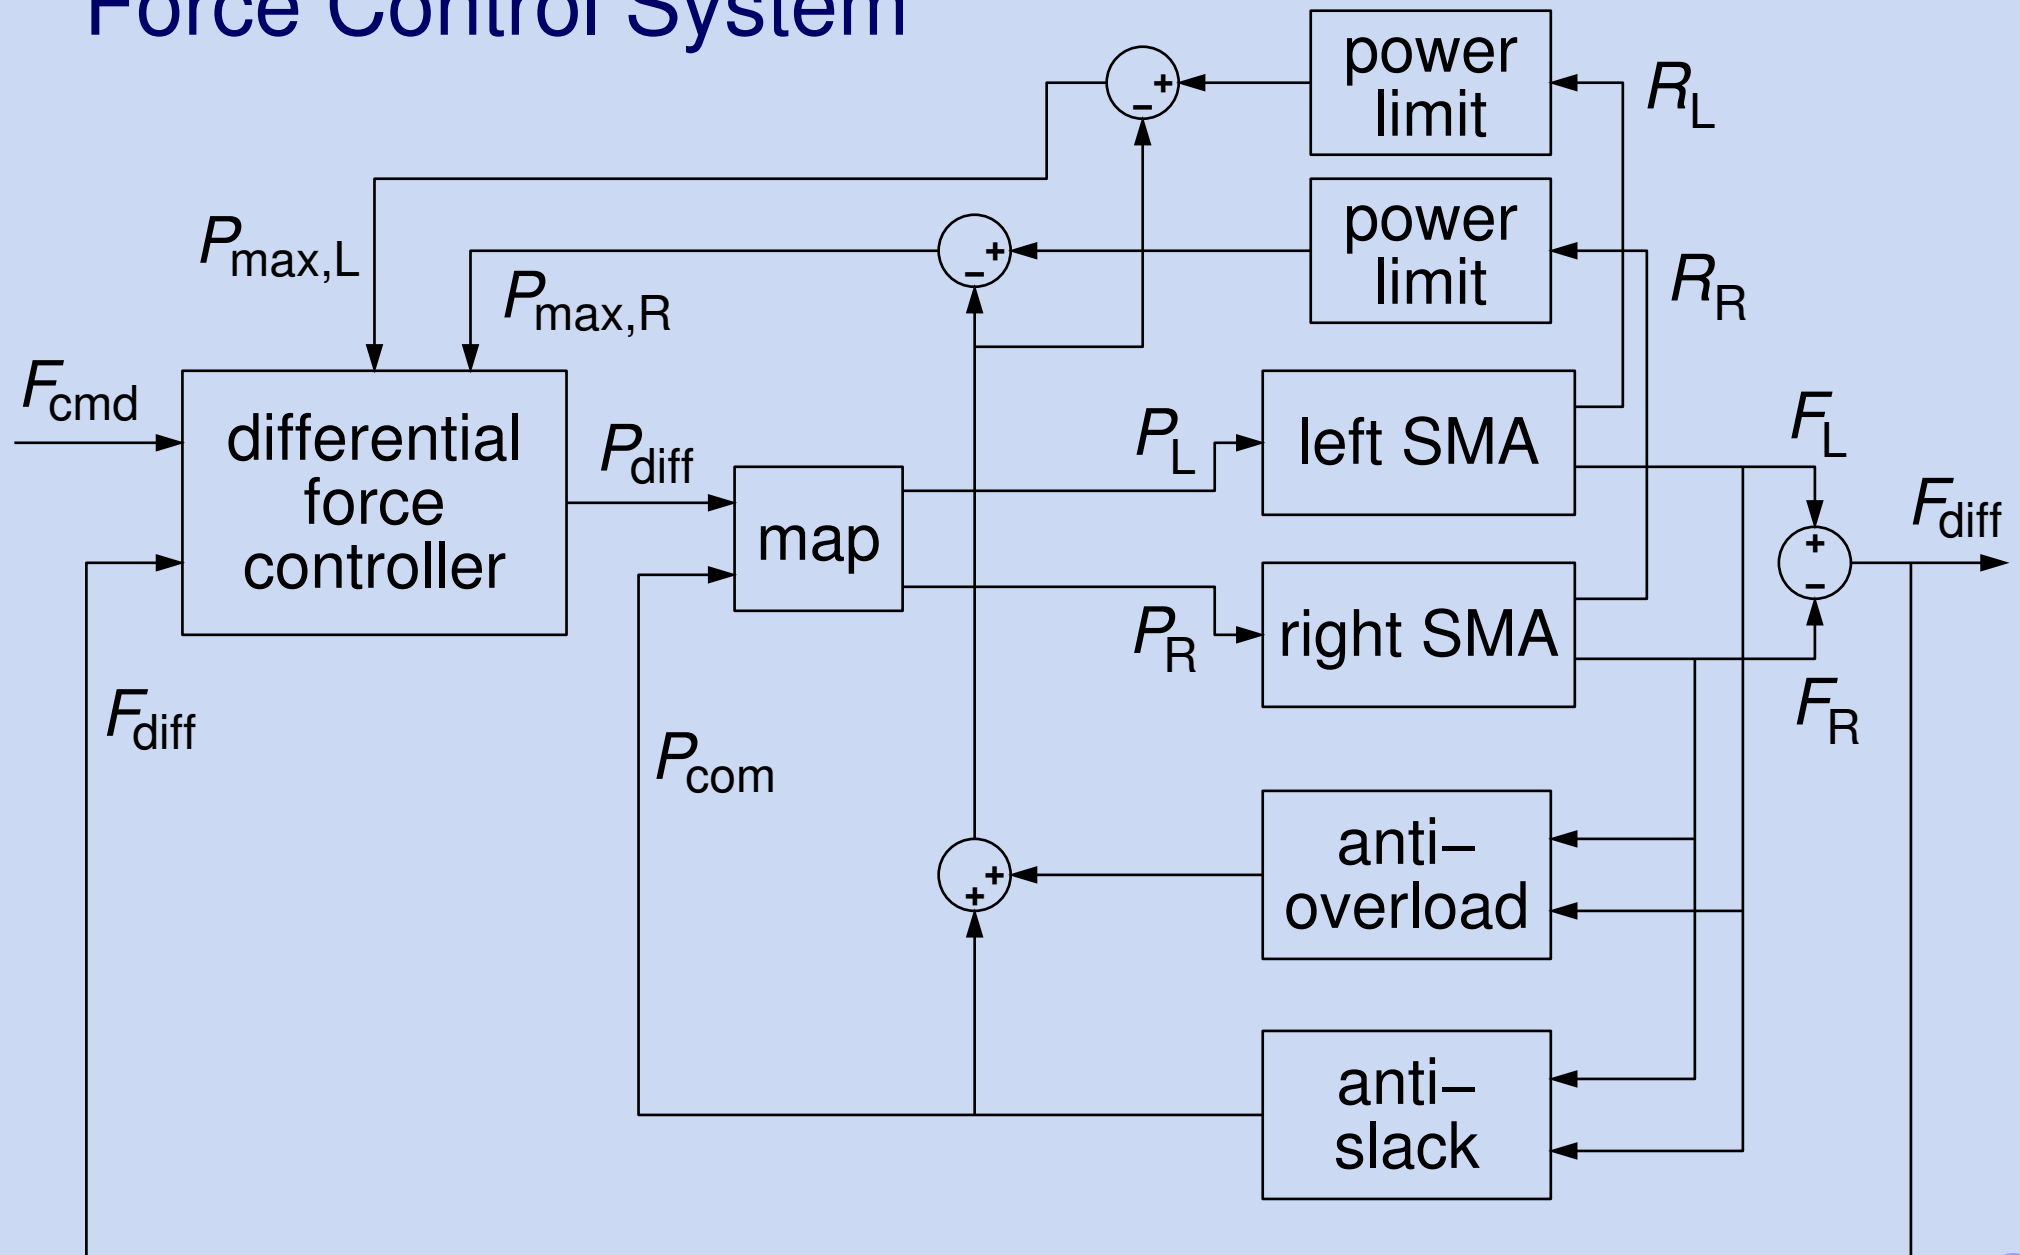 Force Control System
power
limit
R_L
power
limit
R_R
P_max,L
P_max,R
F_cmd
differential
force
controller
P_diff
map
P_L
left SMA
F_L
F_diff
P_R
right SMA
F_R
F_diff
P_com
anti–
overload
anti–
slack